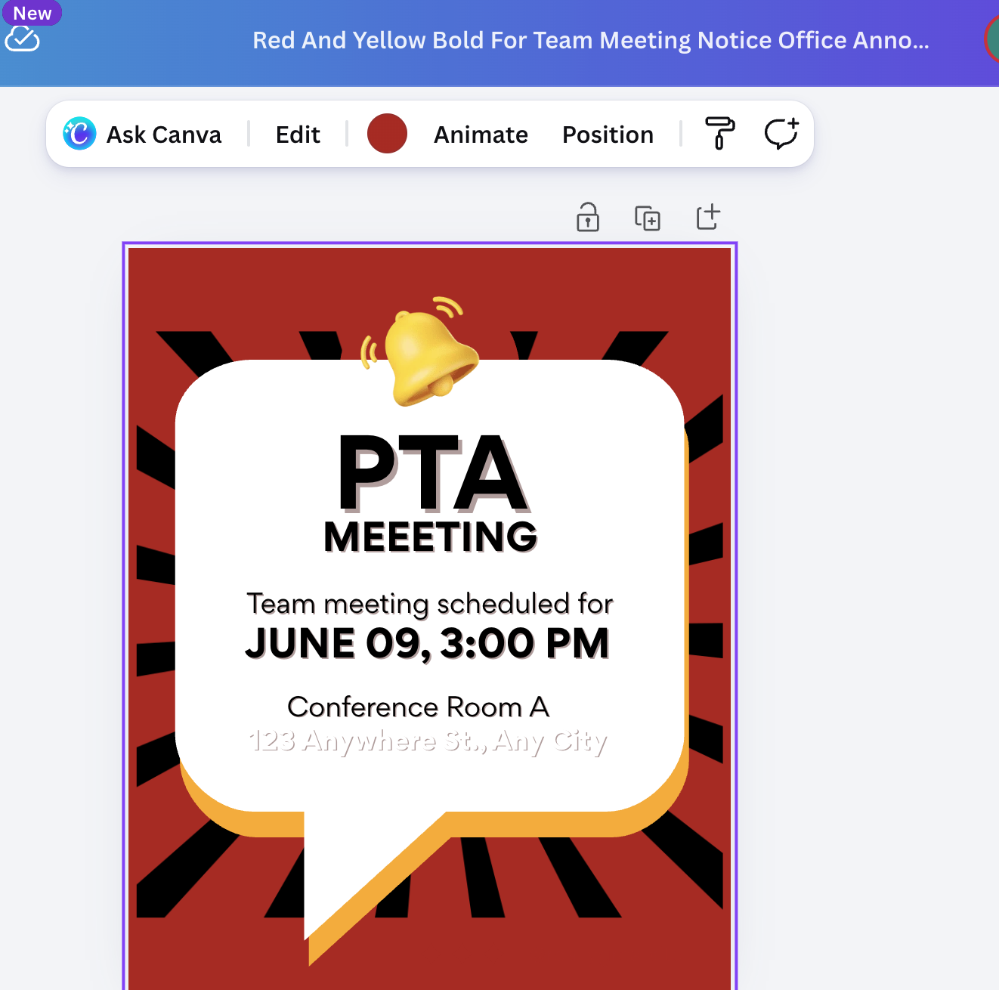 New
Red And Yellow Bold For Team Meeting Notice Office Anno...
Ask Canva
Edit
Animate
Position
PTA
MEEETING
Team meeting scheduled for
JUNE 09, 3:00 PM
Conference Room A
123 Anywhere St., Any City